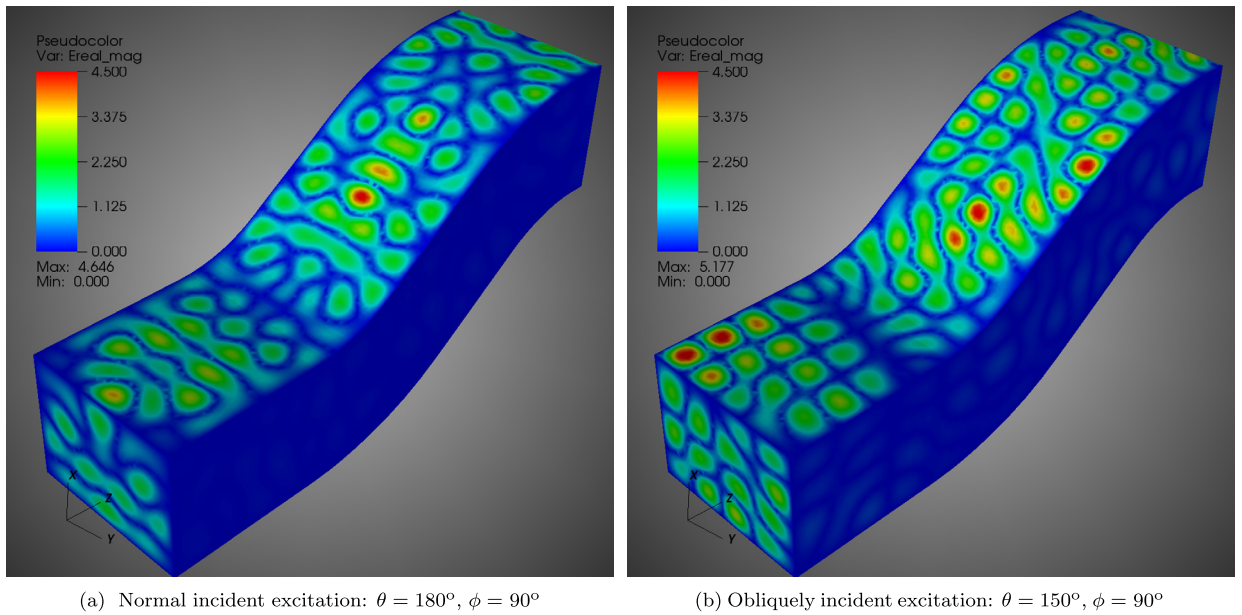 Pseudocolor
Var: Ereal_mag
4.500
3.375
2.250
1.125
0.000
Max: 4.646
Min: 0.000
X
Z
Y
(a) Normal incident excitation: θ = 180°, ϕ = 90°
Pseudocolor
Var: Ereal_mag
4.500
3.375
2.250
1.125
0.000
Max: 5.177
Min: 0.000
X
Z
Y
(b) Obliquely incident excitation: θ = 150°, ϕ = 90°